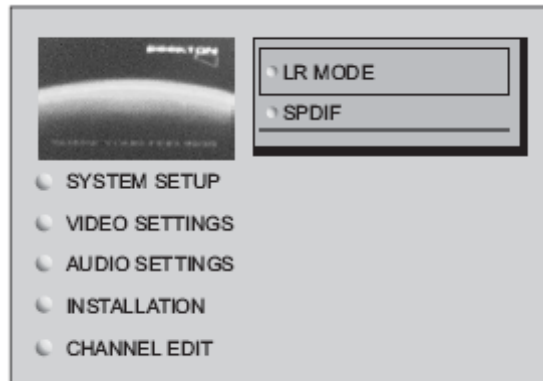 LR MODE
SPDIF
SYSTEM SETUP
VIDEO SETTINGS
AUDIO SETTINGS
INSTALLATION
CHANNEL EDIT